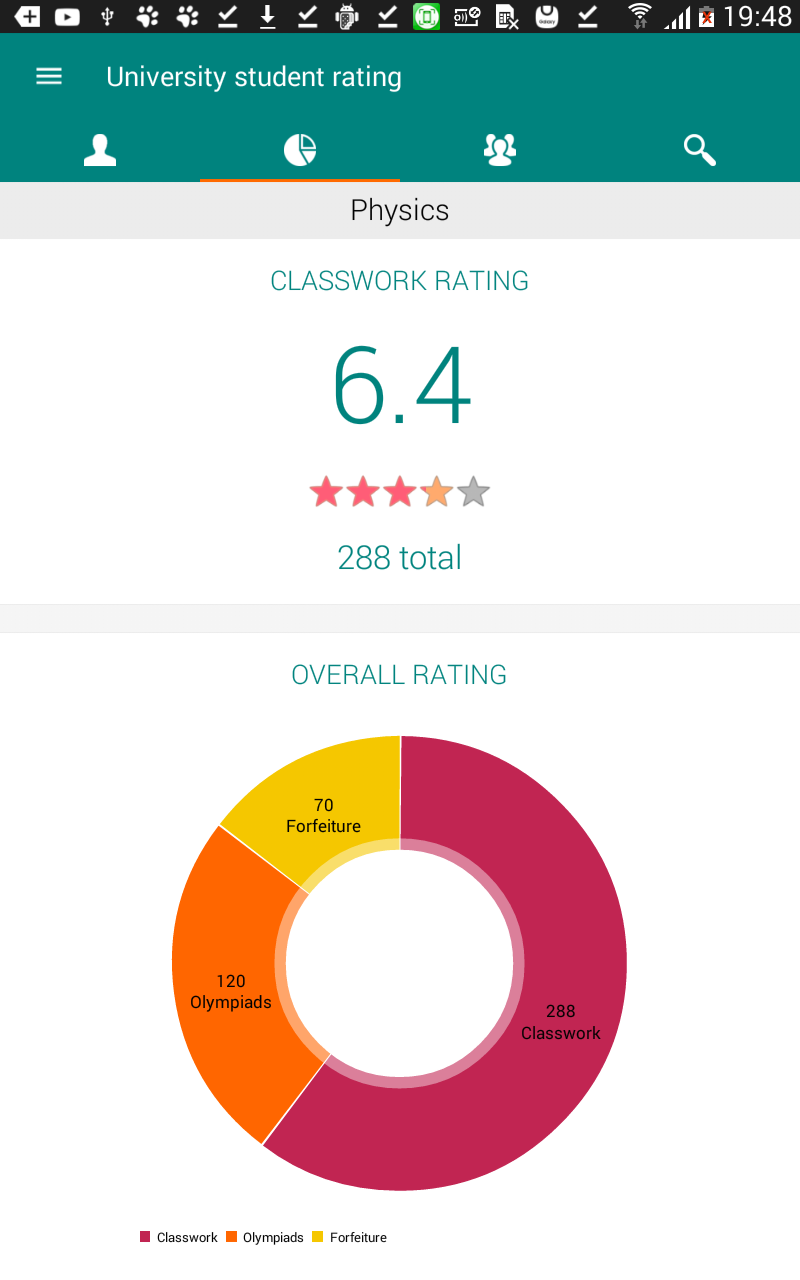 19:48
University student rating
Physics
CLASSWORK RATING
6.4
288 total
OVERALL RATING
70
Forfeiture
120
Olympiads
288
Classwork
Classwork Olympiads Forfeiture